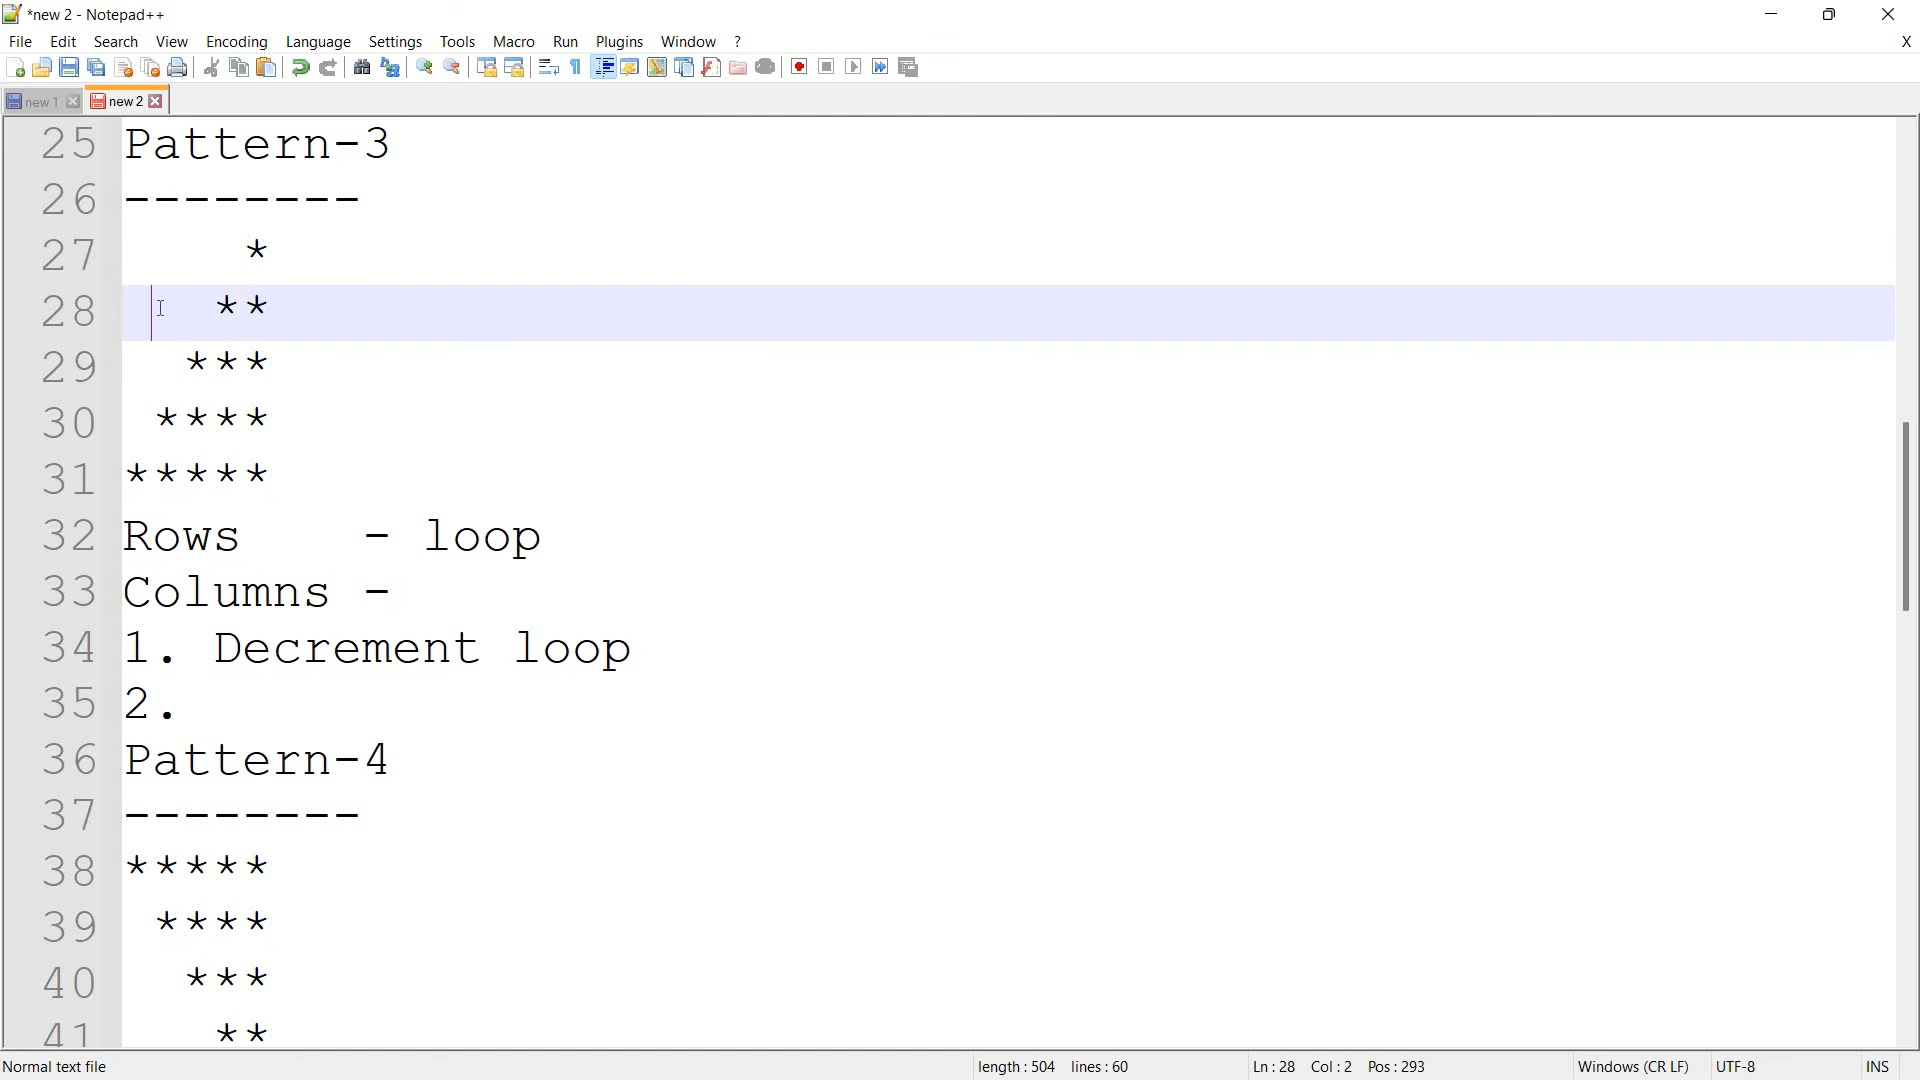 *new 2 - Notepad++
File Edit Search View Encoding Language Settings Tools Macro Run Plugins Window ? X
new 1 new 2
25 Pattern-3
26 --------
27     *
28    **
29   ***
30  ****
31 *****
32 Rows    - loop
33 Columns -
34 1. Decrement loop
35 2.
36 Pattern-4
37 --------
38 *****
39  ****
40   ***
41    **
Normal text file length : 504 lines : 60 Ln : 28 Col : 2 Pos : 293 Windows (CR LF) UTF-8 INS